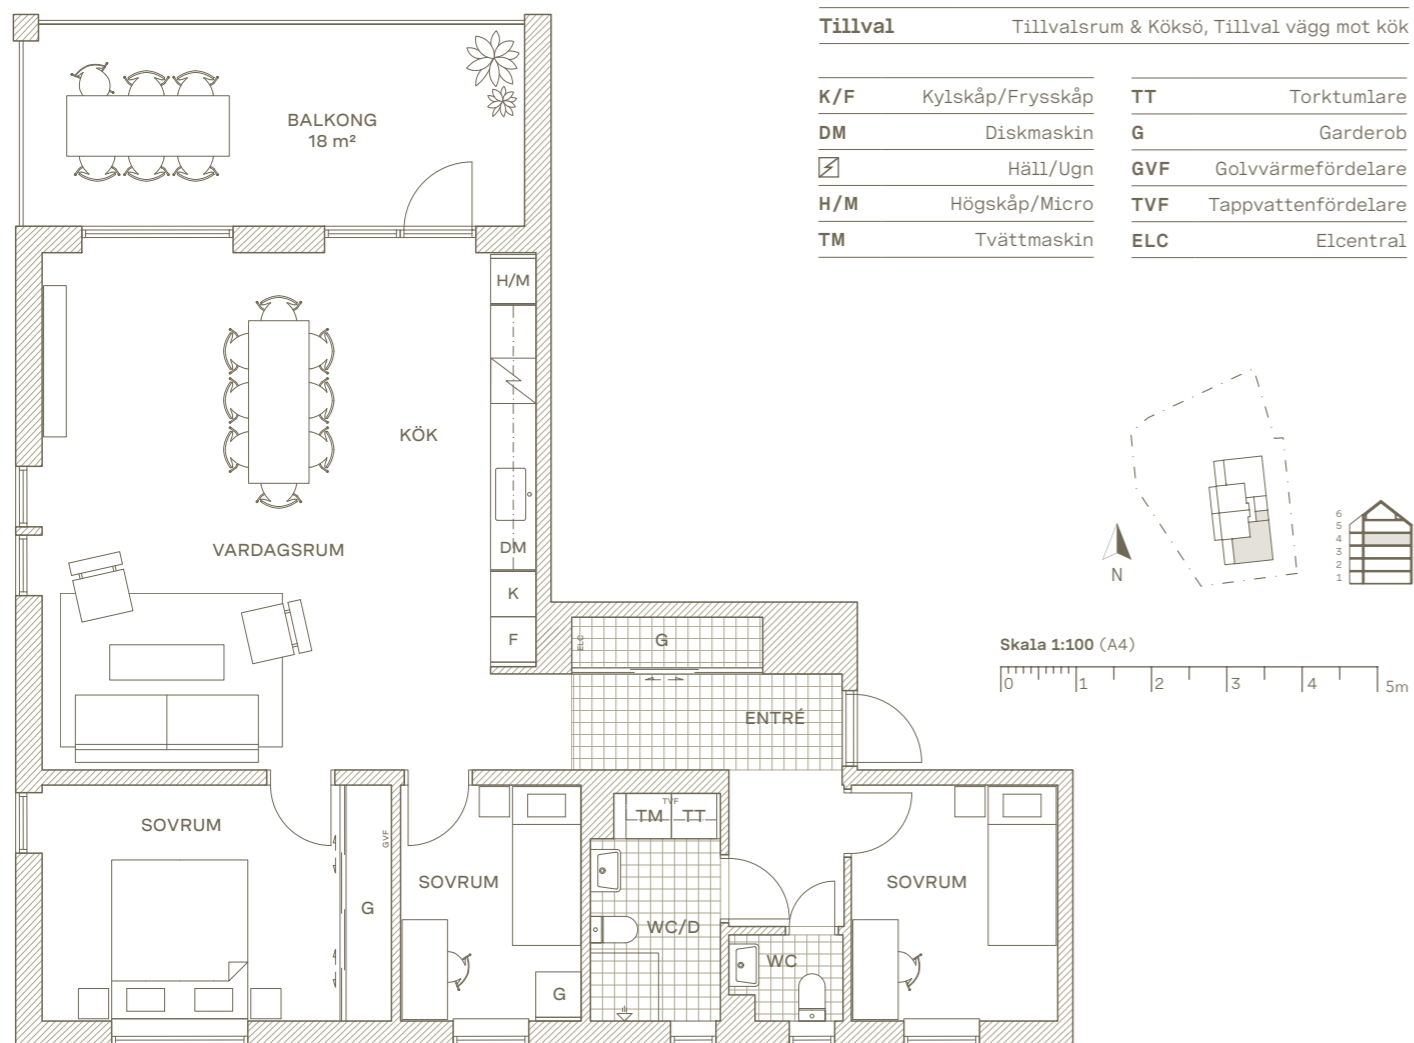 Tillval Tillvalsrum & Köksö, Tillval vägg mot kök
K/F Kylskåp/Frysskåp
DM Diskmaskin
Häll/Ugn
H/M Högskåp/Micro
TM Tvättmaskin
TT Torktumlare
G Garderob
GVF Golvvärmefördelare
TVF Tappvattenfördelare
ELC Elcentral
BALKONG
18 m²
H/M
KÖK
VARDAGSRUM
DM
K
F
ELC
G
ENTRÉ
SOVRUM
GVF
G
SOVRUM
G
TVF
TM TT
WC/D
WC
SOVRUM
N
6
5
4
3
2
1
Skala 1:100 (A4)
0 1 2 3 4 5m